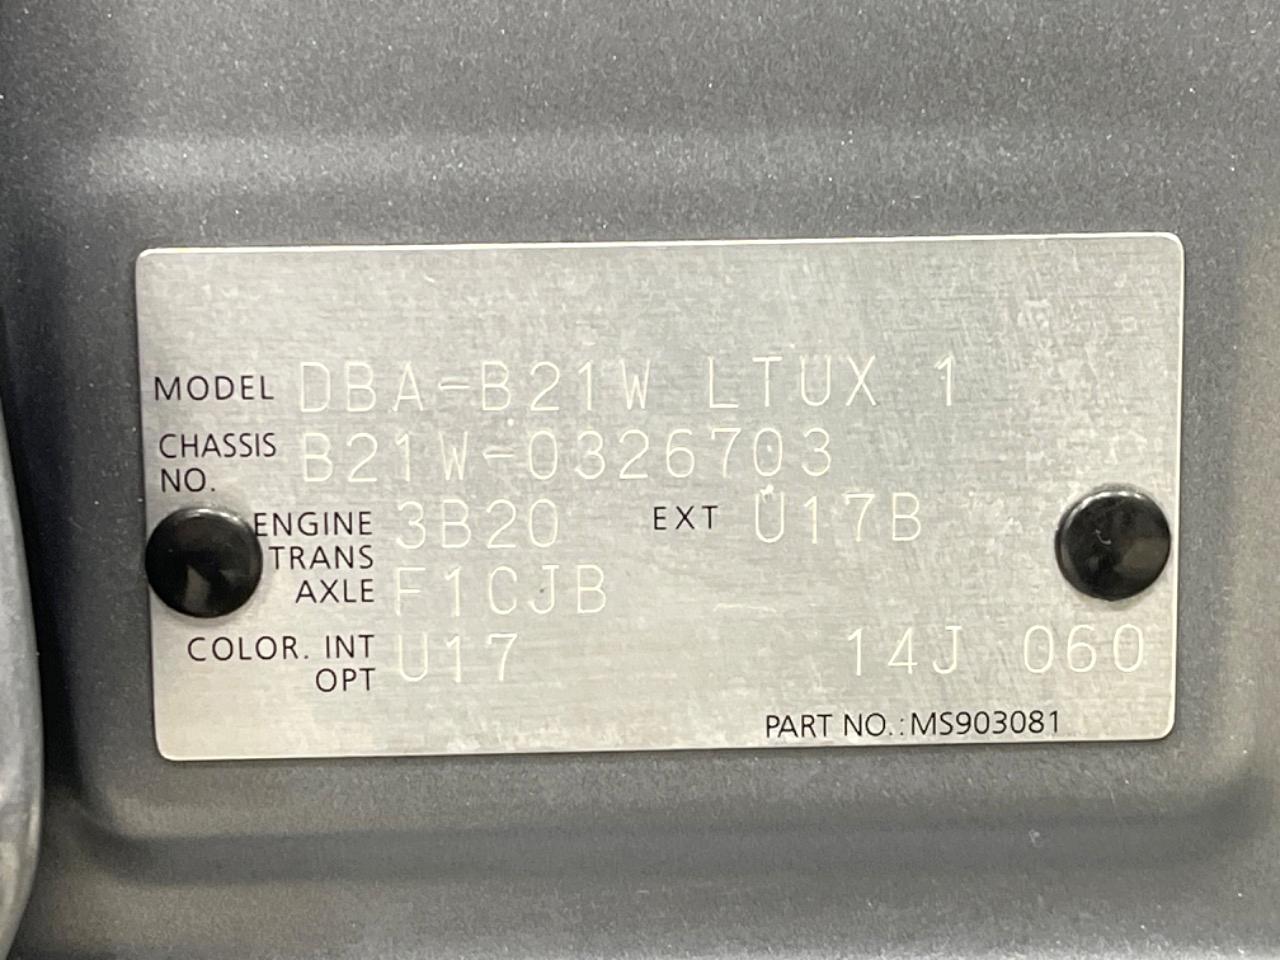 MODEL DBA-B21W LTUX 1
CHASSIS NO. B21W-0326703
ENGINE 3B20 EXT U17B
TRANS AXLE F1CJB
COLOR. INT OPT U17 14J 060
PART NO.:MS903081